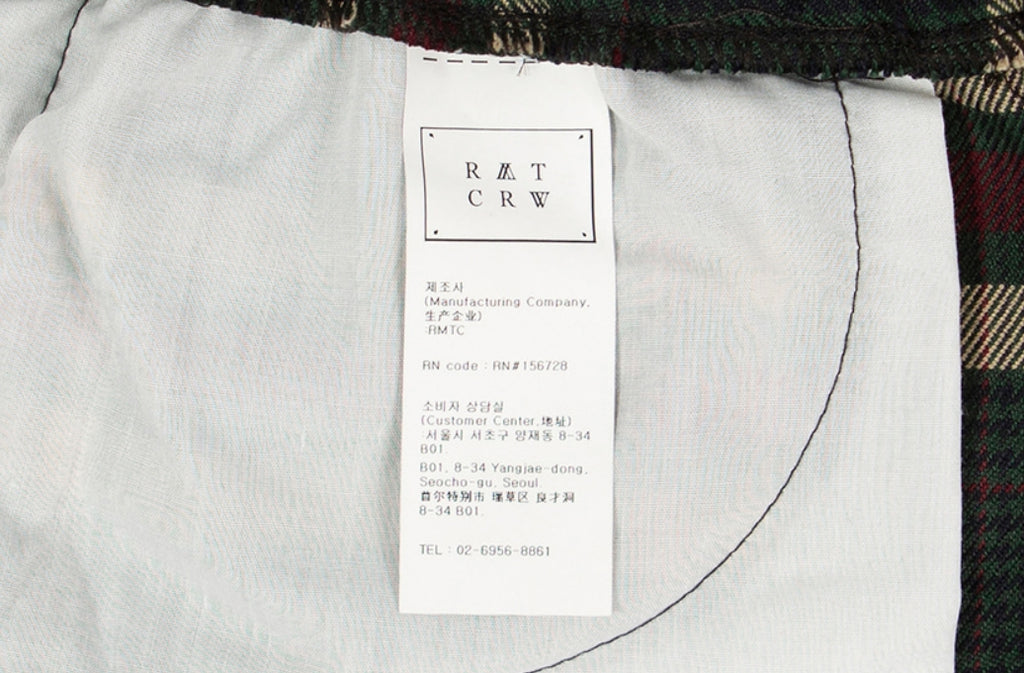 RMT
CRW
제조사
(Manufacturing Company,
生产企业)
:RMTC
RN code : RN#156728
소비자 상담실
(Customer Center,地址)
:서울시 서초구 양재동 8-34
B01.
B01, 8-34 Yangjae-dong,
Seocho-gu, Seoul.
首尔特别市 瑾草区 良才洞
8-34 B01.
TEL : 02-6956-8861